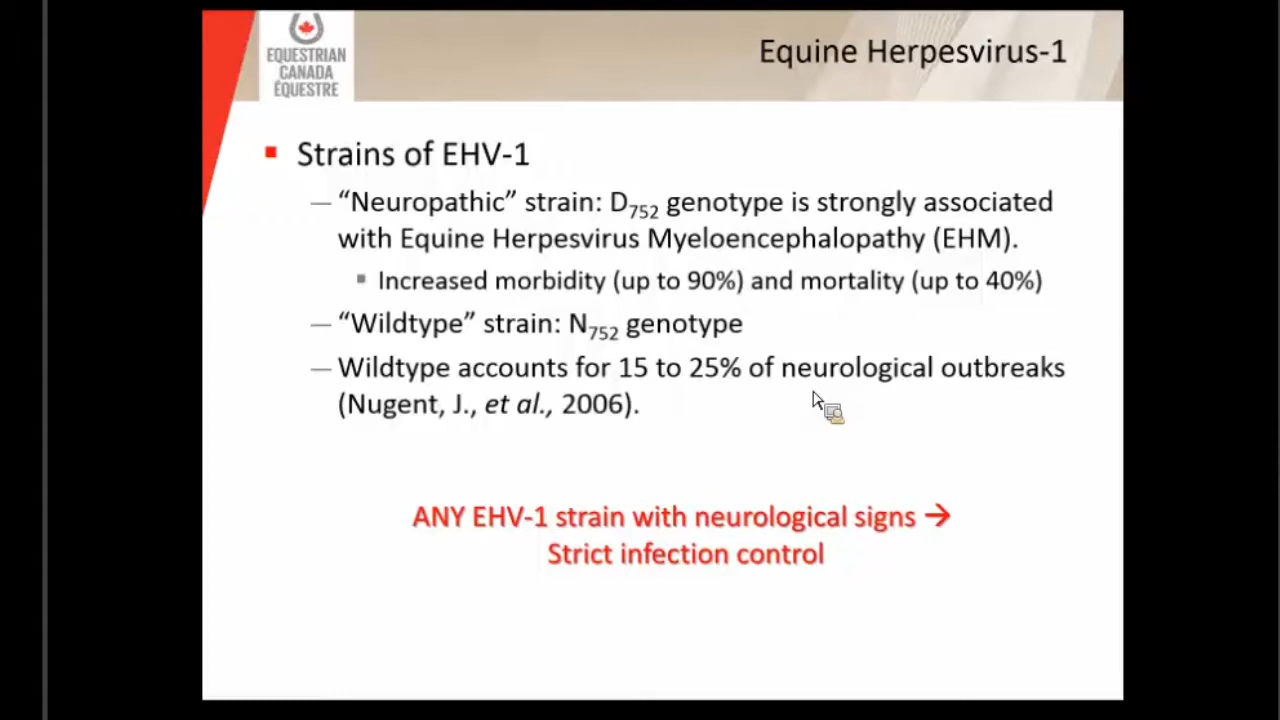 EQUESTRIAN
CANADA
ÉQUESTRE
Equine Herpesvirus-1
Strains of EHV-1
— “Neuropathic” strain: D₇₅₂ genotype is strongly associated
with Equine Herpesvirus Myeloencephalopathy (EHM).
Increased morbidity (up to 90%) and mortality (up to 40%)
— “Wildtype” strain: N₇₅₂ genotype
— Wildtype accounts for 15 to 25% of neurological outbreaks
(Nugent, J., et al., 2006).
ANY EHV-1 strain with neurological signs →
Strict infection control